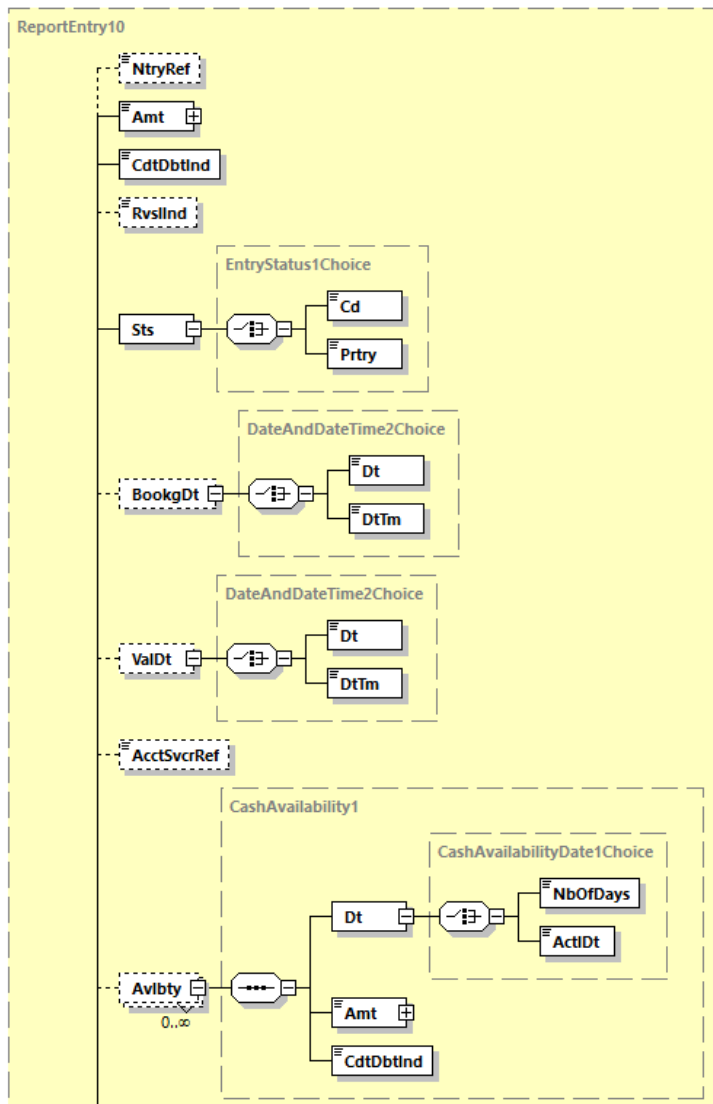 ReportEntry10
NtryRef
Amt
CdtDbtInd
RvslInd
EntryStatus1Choice
Cd
Sts
Prtry
DateAndDateTime2Choice
Dt
BookgDt
DtTm
DateAndDateTime2Choice
Dt
ValDt
DtTm
AcctSvcrRef
CashAvailability1
CashAvailabilityDate1Choice
NbOfDays
Dt
ActlDt
Avlbty
0..∞
Amt
CdtDbtInd